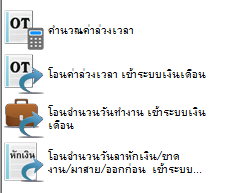 OT
คำนวณค่าล่วงเวลา
OT
โอนค่าล่วงเวลา เข้าระบบเงินเดือน
โอนจำนวนวันทำงาน เข้าระบบเงิน
เดือน
หักเงิน
โอนจำนวนวันลาหักเงิน/ขาด
งาน/มาสาย/ออกก่อน เข้าระบบ...